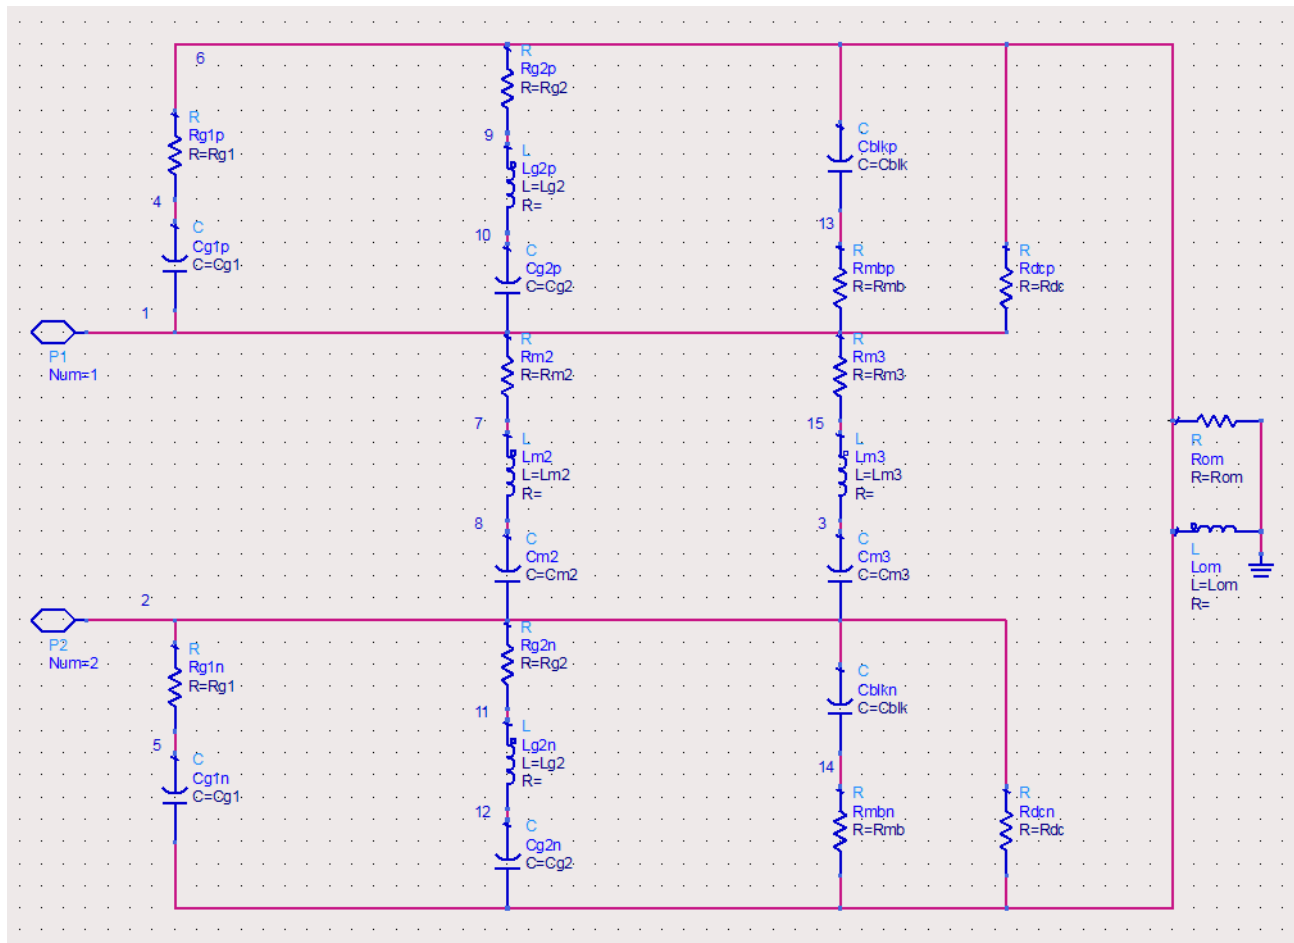 6
R
Rg1p
R=Rg1
4
C
Cg1p
C=Cg1
1
P1
Num=1
R
Rg2p
R=Rg2
9
L
Lg2p
L=Lg2
R=
10
C
Cg2p
C=Cg2
C
Cblkp
C=Cblk
13
R
Rmbp
R=Rmb
R
Rdcp
R=Rdc
R
Rm2
R=Rm2
7
L
Lm2
L=Lm2
R=
8
C
Cm2
C=Cm2
R
Rm3
R=Rm3
15
L
Lm3
L=Lm3
R=
3
C
Cm3
C=Cm3
R
Rom
R=Rom
L
Lom
L=Lom
R=
2
P2
Num=2
R
Rg1n
R=Rg1
5
C
Cg1n
C=Cg1
R
Rg2n
R=Rg2
11
L
Lg2n
L=Lg2
R=
12
C
Cg2n
C=Cg2
C
Cblkn
C=Cblk
14
R
Rmbn
R=Rmb
R
Rdcn
R=Rdc